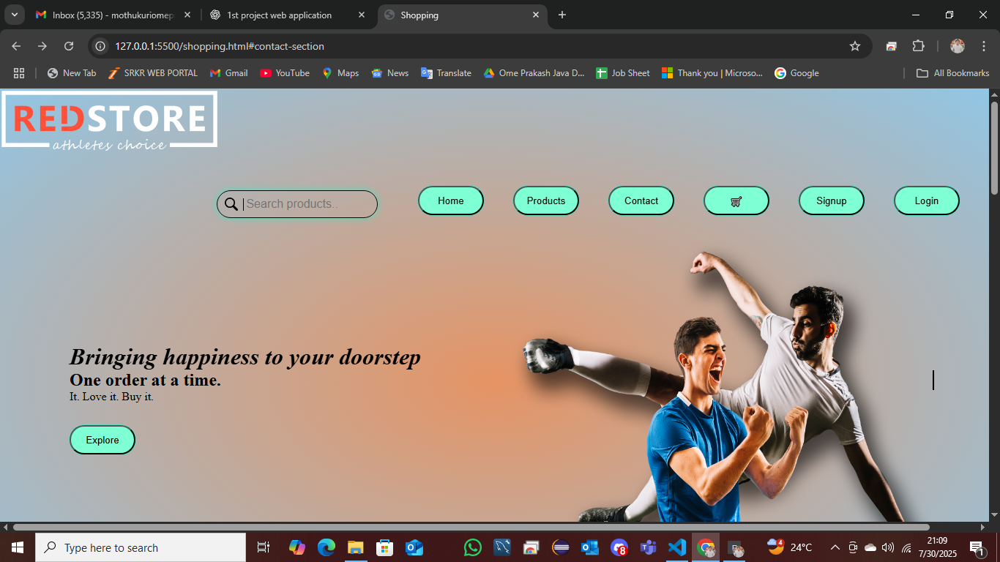 Inbox (5,335) - mothukuriomepr
1st project web application
Shopping
127.0.0.1:5500/shopping.html#contact-section
New Tab
SRKR WEB PORTAL
Gmail
YouTube
Maps
News
Translate
Ome Prakash Java D...
Job Sheet
Thank you | Microso...
Google
All Bookmarks
REDSTORE
athletes choice
Search products..
Home
Products
Contact
Signup
Login
Bringing happiness to your doorstep
One order at a time.
It. Love it. Buy it.
Explore
Type here to search
24°C
21:09
7/30/2025